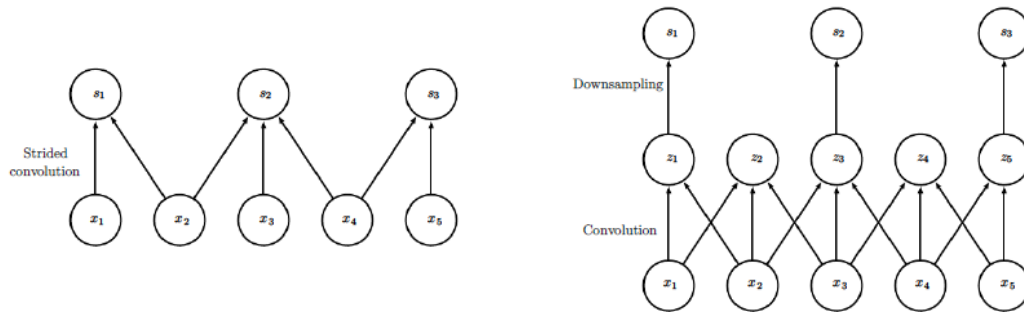 s₁ s₂ s₃
Strided
convolution
x₁ x₂ x₃ x₄ x₅
s₁ s₂ s₃
Downsampling
z₁ z₂ z₃ z₄ z₅
Convolution
x₁ x₂ x₃ x₄ x₅